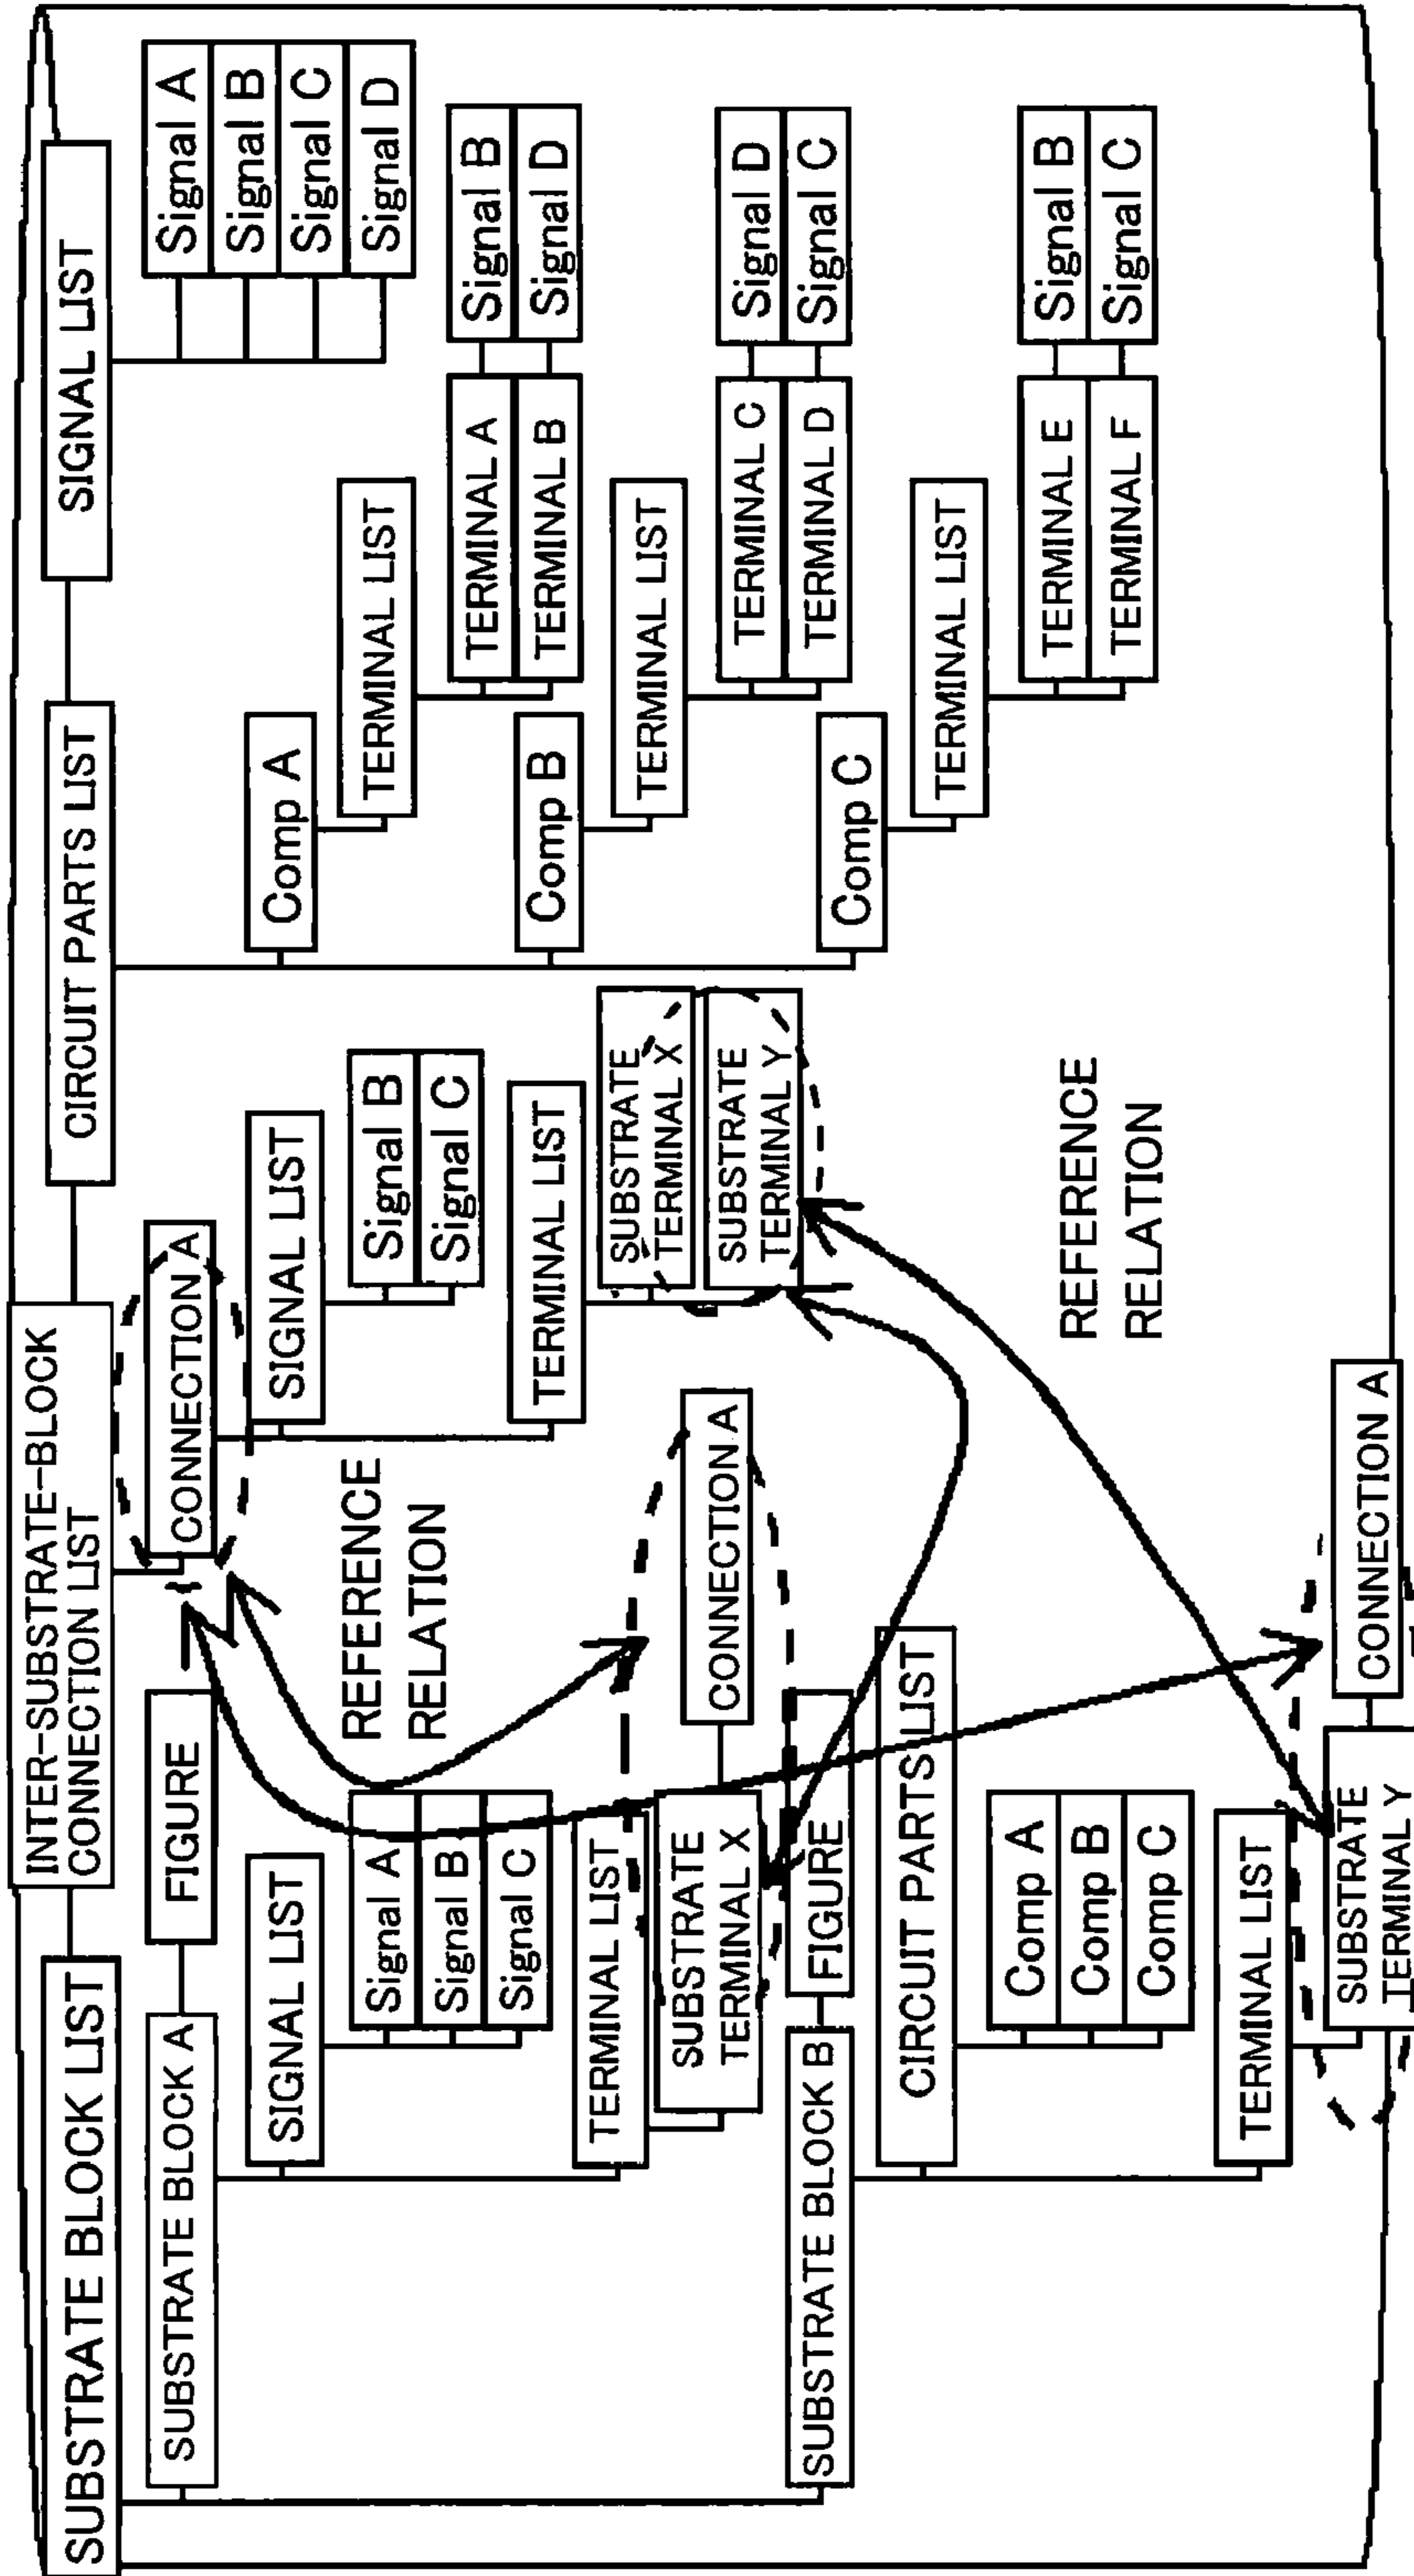 SUBSTRATE BLOCK LIST
SUBSTRATE BLOCK A
FIGURE
SIGNAL LIST
Signal A
Signal B
Signal C
TERMINAL LIST
SUBSTRATE
TERMINAL X
CONNECTION A
SUBSTRATE BLOCK B
FIGURE
CIRCUIT PARTS LIST
Comp A
Comp B
Comp C
TERMINAL LIST
SUBSTRATE
TERMINAL Y
CONNECTION A
INTER-SUBSTRATE-BLOCK
CONNECTION LIST
CONNECTION A
SIGNAL LIST
Signal B
Signal C
TERMINAL LIST
SUBSTRATE
TERMINAL X
SUBSTRATE
TERMINAL Y
REFERENCE
RELATION
REFERENCE
RELATION
CIRCUIT PARTS LIST
Comp A
TERMINAL LIST
TERMINAL A
Signal B
TERMINAL B
Signal D
Comp B
TERMINAL LIST
TERMINAL C
Signal D
TERMINAL D
Signal C
Comp C
TERMINAL LIST
TERMINAL E
Signal B
TERMINAL F
Signal C
SIGNAL LIST
Signal A
Signal B
Signal C
Signal D